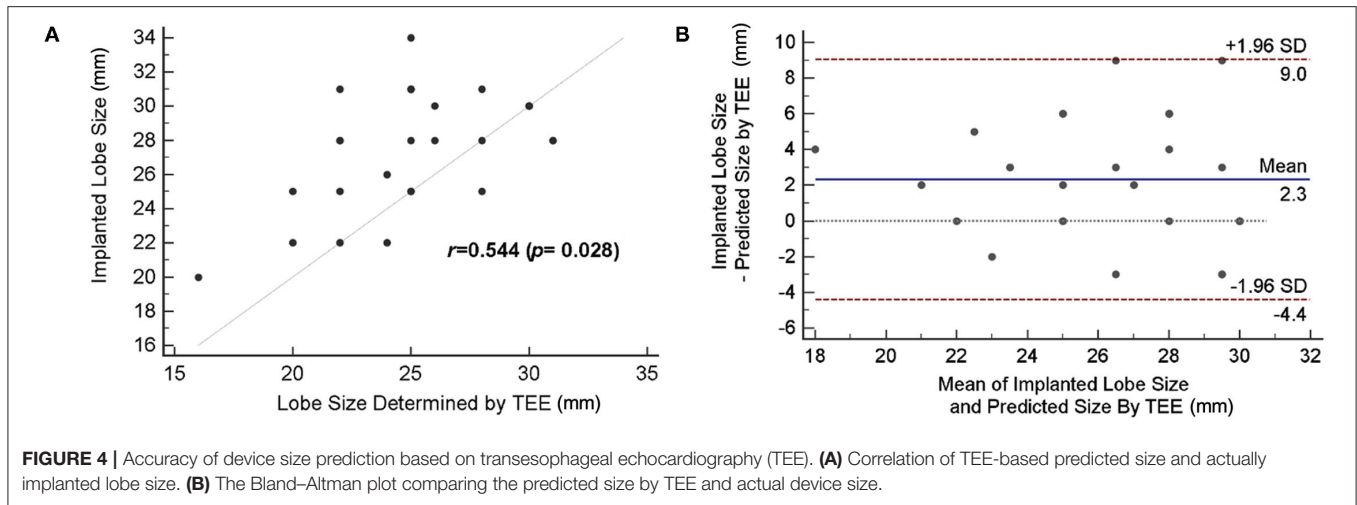 A
Implanted Lobe Size (mm)
34
32
30
28
26
24
22
20
18
16
r=0.544 (p= 0.028)
15 20 25 30 35
Lobe Size Determined by TEE (mm)
B
Implanted Lobe Size
- Predicted Size by TEE (mm)
10
8
6
4
2
0
-2
-4
-6
+1.96 SD
9.0
Mean
2.3
-1.96 SD
-4.4
18 20 22 24 26 28 30 32
Mean of Implanted Lobe Size
and Predicted Size By TEE (mm)
FIGURE 4 | Accuracy of device size prediction based on transesophageal echocardiography (TEE). (A) Correlation of TEE-based predicted size and actually
implanted lobe size. (B) The Bland–Altman plot comparing the predicted size by TEE and actual device size.